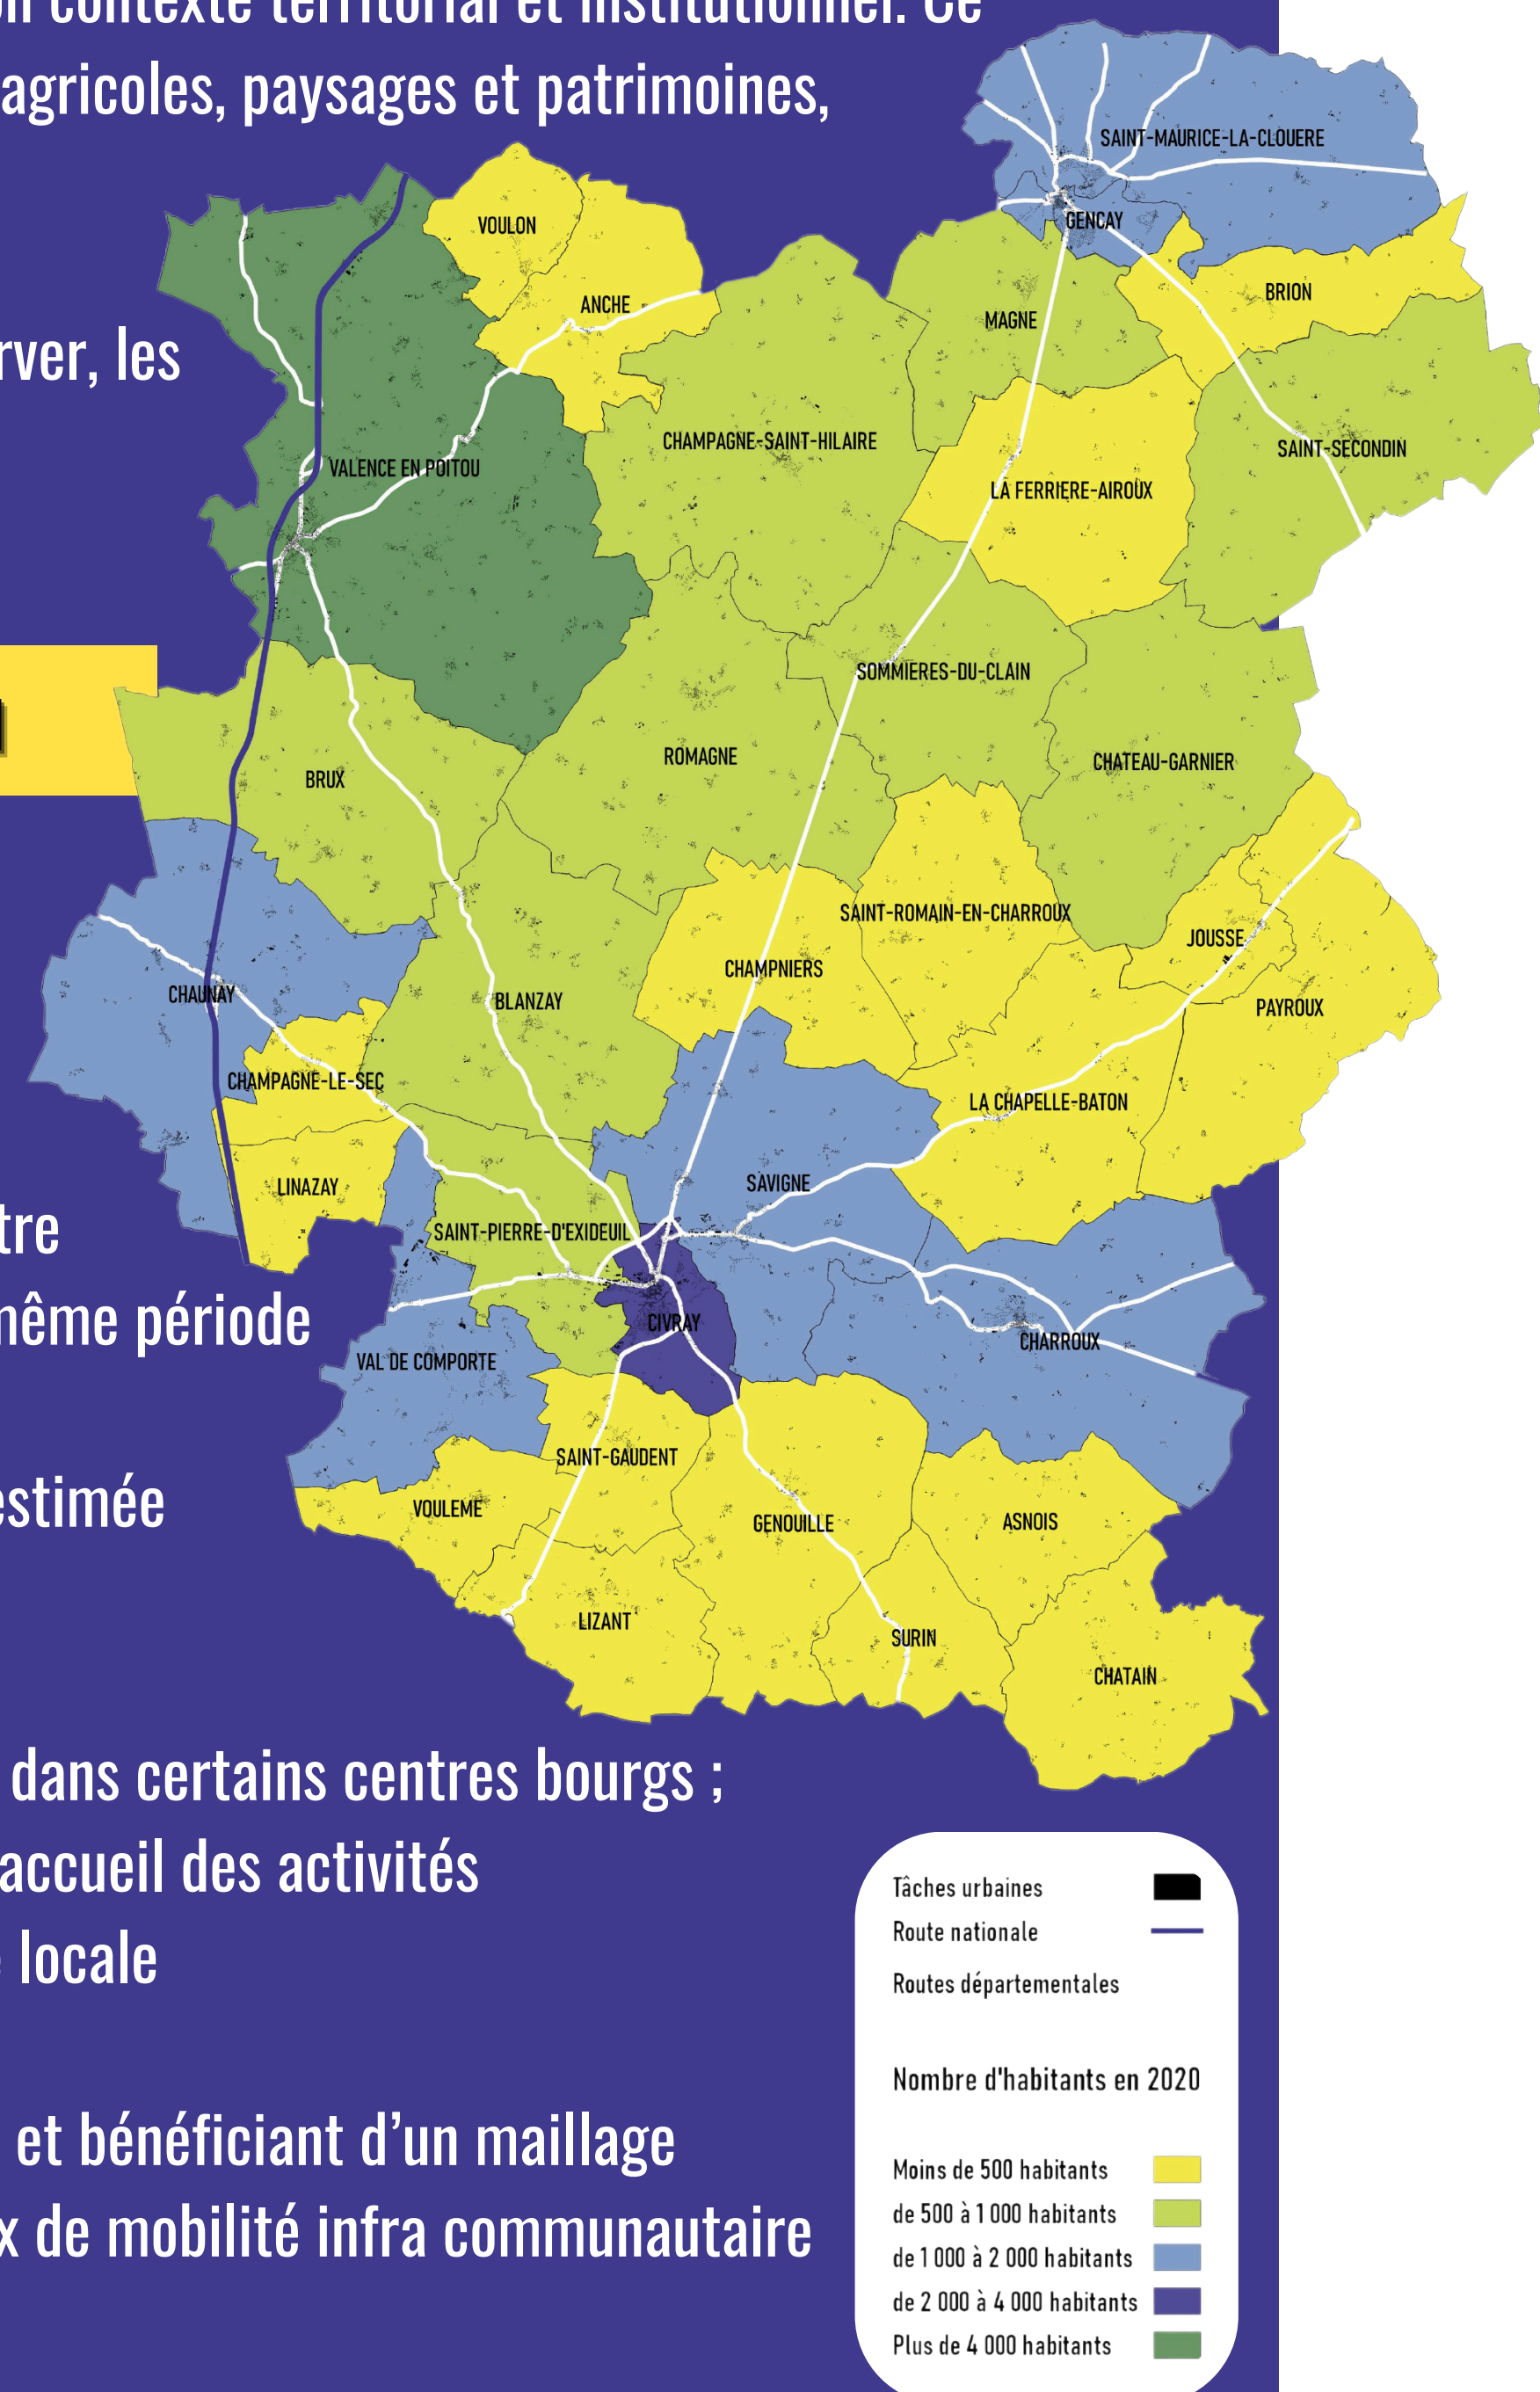 n contexte territorial et institutionnel. Ce
agricoles, paysages et patrimoines,
rver, les
tre
même période
estimée
dans certains centres bourgs ;
accueil des activités
locale
et bénéficiant d’un maillage
x de mobilité infra communautaire
SAINT-MAURICE-LA-CLOUERE
GENCAY
VOULON
ANCHE
BRION
MAGNE
CHAMPAGNE-SAINT-HILAIRE
SAINT-SECONDIN
VALENCE EN POITOU
LA FERRIERE-AIROUX
SOMMIERES-DU-CLAIN
ROMAGNE
CHATEAU-GARNIER
BRUX
SAINT-ROMAIN-EN-CHARROUX
JOUSSE
CHAMPNIERS
CHAUNAY
BLANZAY
PAYROUX
CHAMPAGNE-LE-SEC
LA CHAPELLE-BATON
LINAZAY
SAVIGNE
SAINT-PIERRE-D'EXIDEUIL
CIVRAY
CHARROUX
VAL DE COMPORTE
SAINT-GAUDENT
VOULEME
GENOUILLE
ASNOIS
LIZANT
SURIN
CHATAIN
Tâches urbaines
Route nationale
Routes départementales
Nombre d'habitants en 2020
Moins de 500 habitants
de 500 à 1 000 habitants
de 1 000 à 2 000 habitants
de 2 000 à 4 000 habitants
Plus de 4 000 habitants